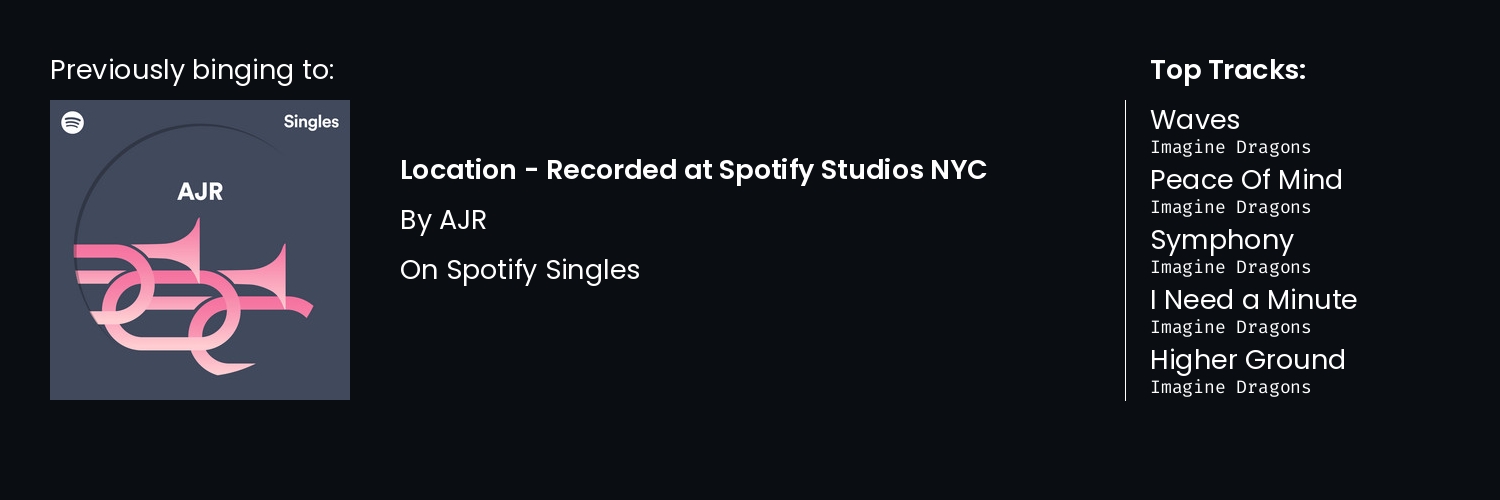 Previously binging to:
Singles
AJR
Location - Recorded at Spotify Studios NYC
By AJR
On Spotify Singles
Top Tracks:
Waves
Imagine Dragons
Peace Of Mind
Imagine Dragons
Symphony
Imagine Dragons
I Need a Minute
Imagine Dragons
Higher Ground
Imagine Dragons